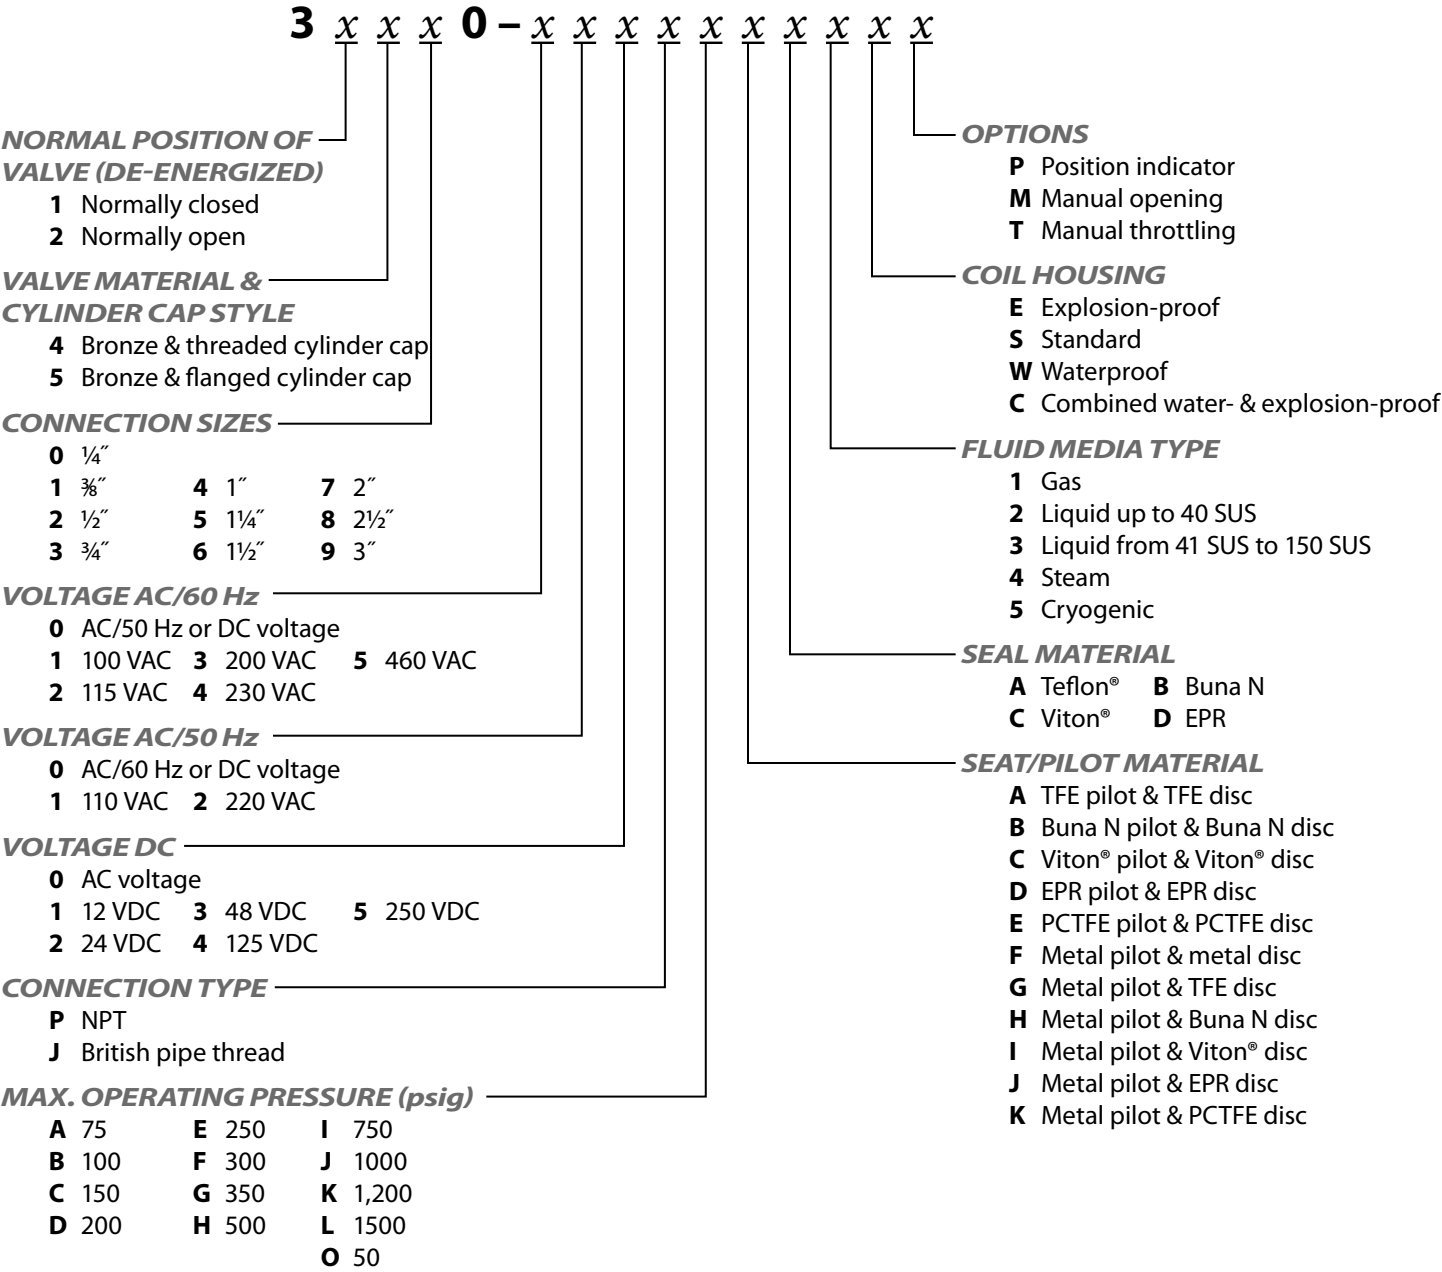 3 x x x 0 – x x x x x x x x x x
NORMAL POSITION OF
VALVE (DE-ENERGIZED)
1 Normally closed
2 Normally open
VALVE MATERIAL &
CYLINDER CAP STYLE
4 Bronze & threaded cylinder cap
5 Bronze & flanged cylinder cap
CONNECTION SIZES
0 ¼˝
1 ⅜˝ 4 1˝ 7 2˝
2 ½˝ 5 1¼˝ 8 2½˝
3 ¾˝ 6 1½˝ 9 3˝
VOLTAGE AC/60 Hz
0 AC/50 Hz or DC voltage
1 100 VAC 3 200 VAC 5 460 VAC
2 115 VAC 4 230 VAC
VOLTAGE AC/50 Hz
0 AC/60 Hz or DC voltage
1 110 VAC 2 220 VAC
VOLTAGE DC
0 AC voltage
1 12 VDC 3 48 VDC 5 250 VDC
2 24 VDC 4 125 VDC
CONNECTION TYPE
P NPT
J British pipe thread
MAX. OPERATING PRESSURE (psig)
A 75 E 250 I 750
B 100 F 300 J 1000
C 150 G 350 K 1,200
D 200 H 500 L 1500
O 50
OPTIONS
P Position indicator
M Manual opening
T Manual throttling
COIL HOUSING
E Explosion-proof
S Standard
W Waterproof
C Combined water- & explosion-proof
FLUID MEDIA TYPE
1 Gas
2 Liquid up to 40 SUS
3 Liquid from 41 SUS to 150 SUS
4 Steam
5 Cryogenic
SEAL MATERIAL
A Teflon® B Buna N
C Viton® D EPR
SEAT/PILOT MATERIAL
A TFE pilot & TFE disc
B Buna N pilot & Buna N disc
C Viton® pilot & Viton® disc
D EPR pilot & EPR disc
E PCTFE pilot & PCTFE disc
F Metal pilot & metal disc
G Metal pilot & TFE disc
H Metal pilot & Buna N disc
I Metal pilot & Viton® disc
J Metal pilot & EPR disc
K Metal pilot & PCTFE disc